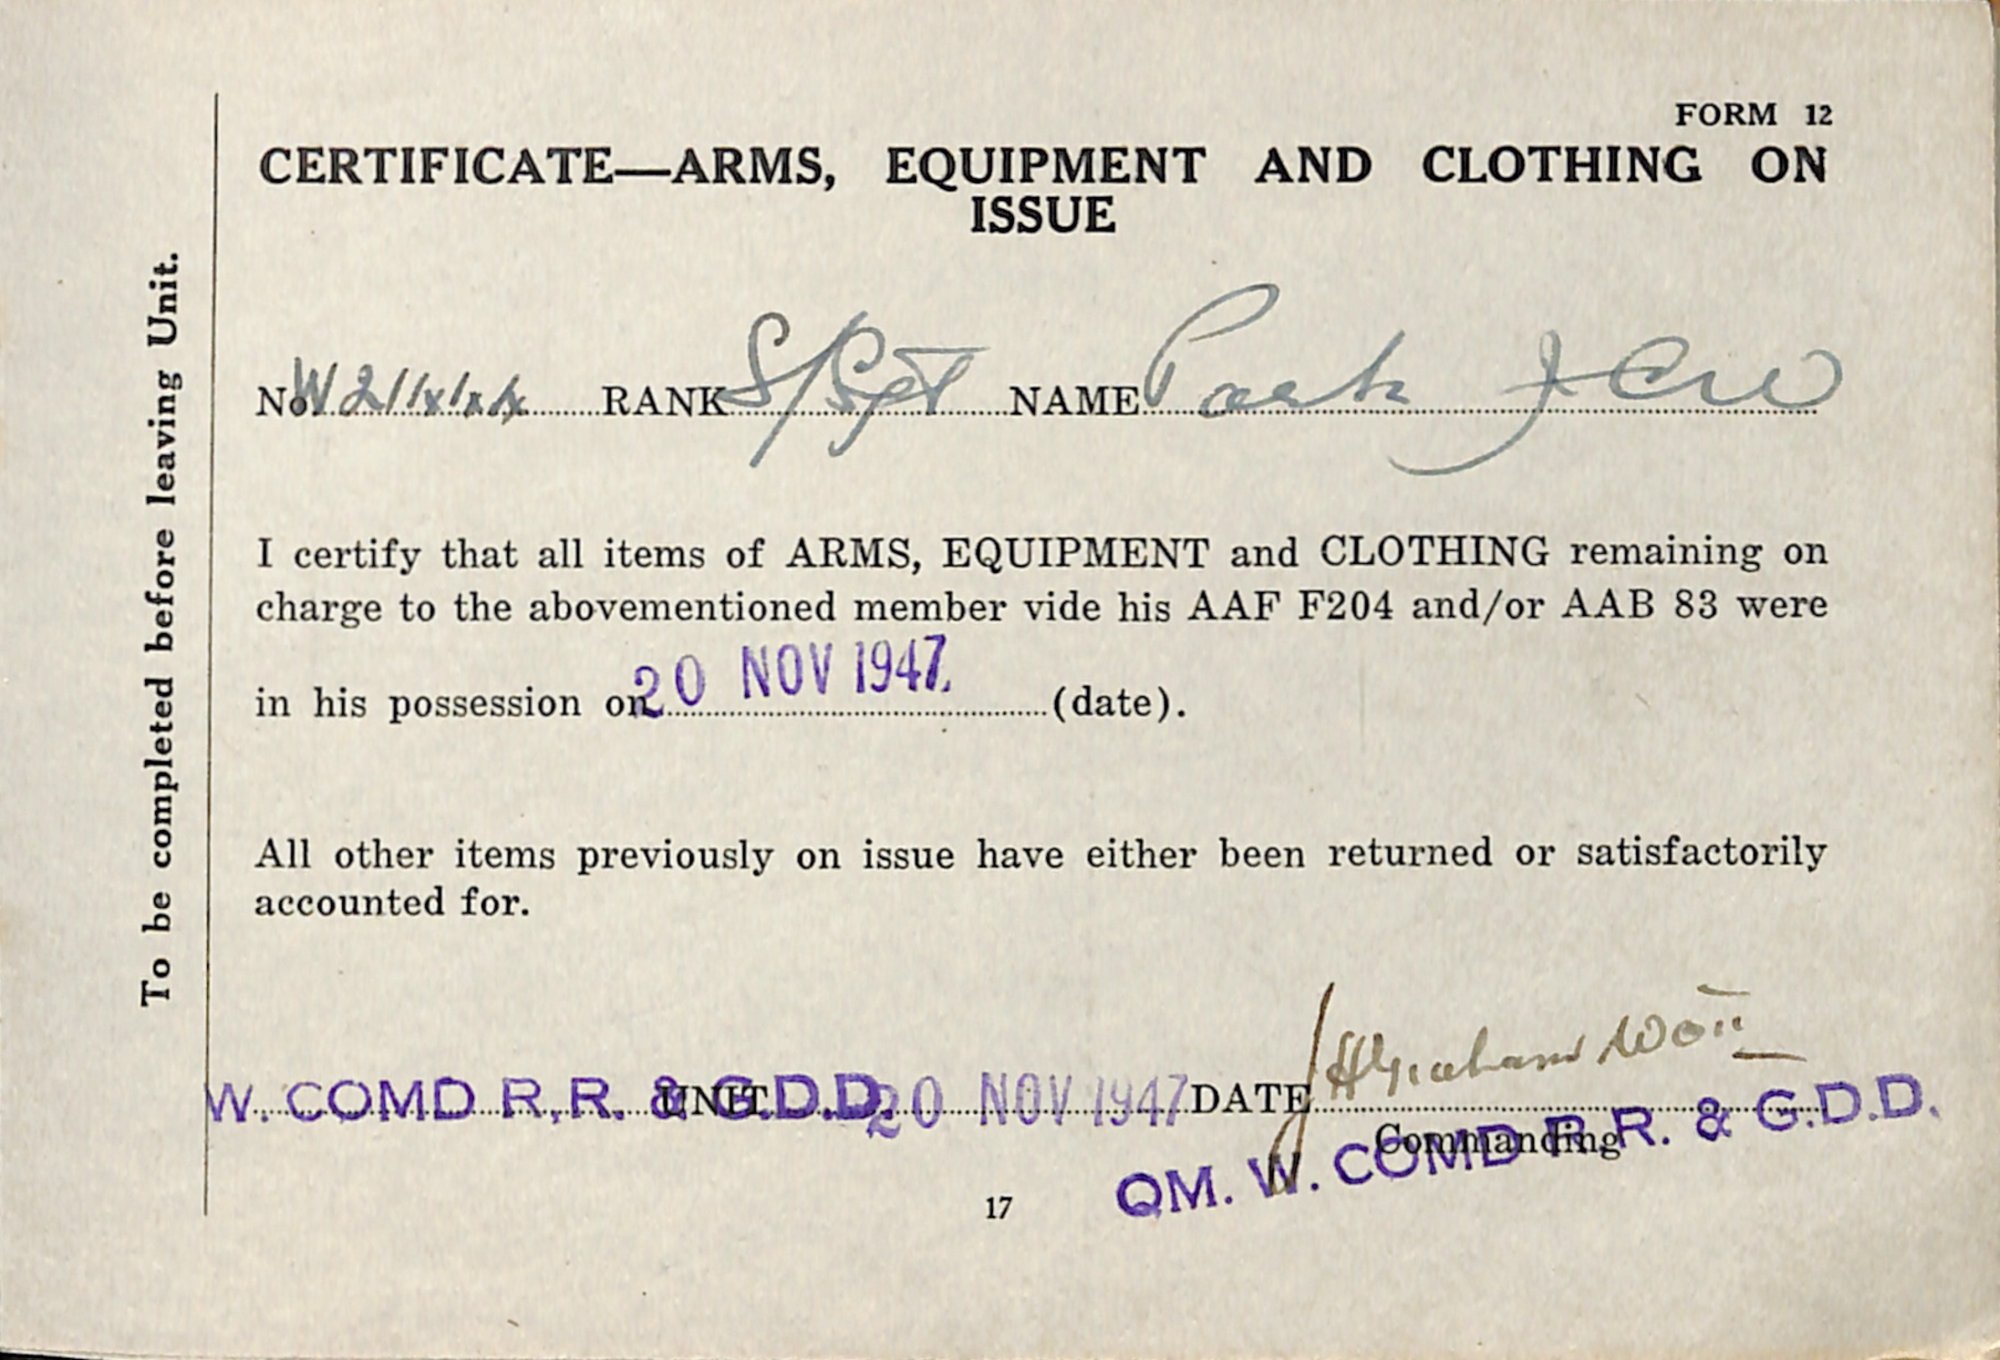 FORM 12
CERTIFICATE—ARMS, EQUIPMENT AND CLOTHING ON
ISSUE
To be completed before leaving Unit.
No. RANK S/Sgt NAME Park J C W
I certify that all items of ARMS, EQUIPMENT and CLOTHING remaining on
charge to the abovementioned member vide his AAF F204 and/or AAB 83 were
in his possession on 20 NOV 1947. (date).
All other items previously on issue have either been returned or satisfactorily
accounted for.
W. COMD R.R. & G.D.D. UNIT 20 NOV 1947 DATE Graham
Commanding
QM. W. COMD R.R. & G.D.D.
17